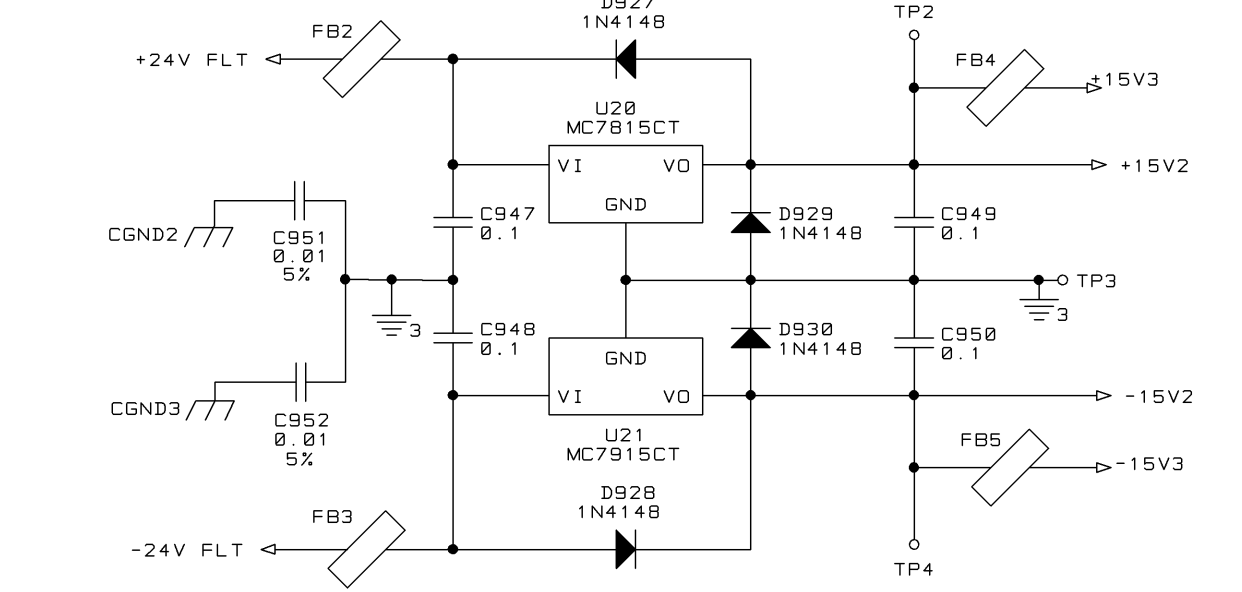 D927
1N4148
TP2
FB2
+24V FLT
FB4
+15V3
U20
MC7815CT
VI
VO
GND
+15V2
CGND2
C951
0.01
5%
C947
0.1
D929
1N4148
C949
0.1
3
TP3
3
C948
0.1
GND
D930
1N4148
C950
0.1
VI
VO
-15V2
CGND3
C952
0.01
5%
U21
MC7915CT
FB5
-15V3
D928
1N4148
FB3
-24V FLT
TP4